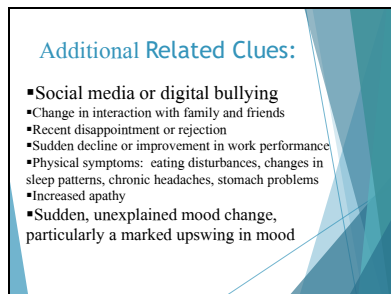 Additional Related Clues:
▪Social media or digital bullying
▪Change in interaction with family and friends
▪Recent disappointment or rejection
▪Sudden decline or improvement in work performance
▪Physical symptoms: eating disturbances, changes in
sleep patterns, chronic headaches, stomach problems
▪Increased apathy
▪Sudden, unexplained mood change,
particularly a marked upswing in mood